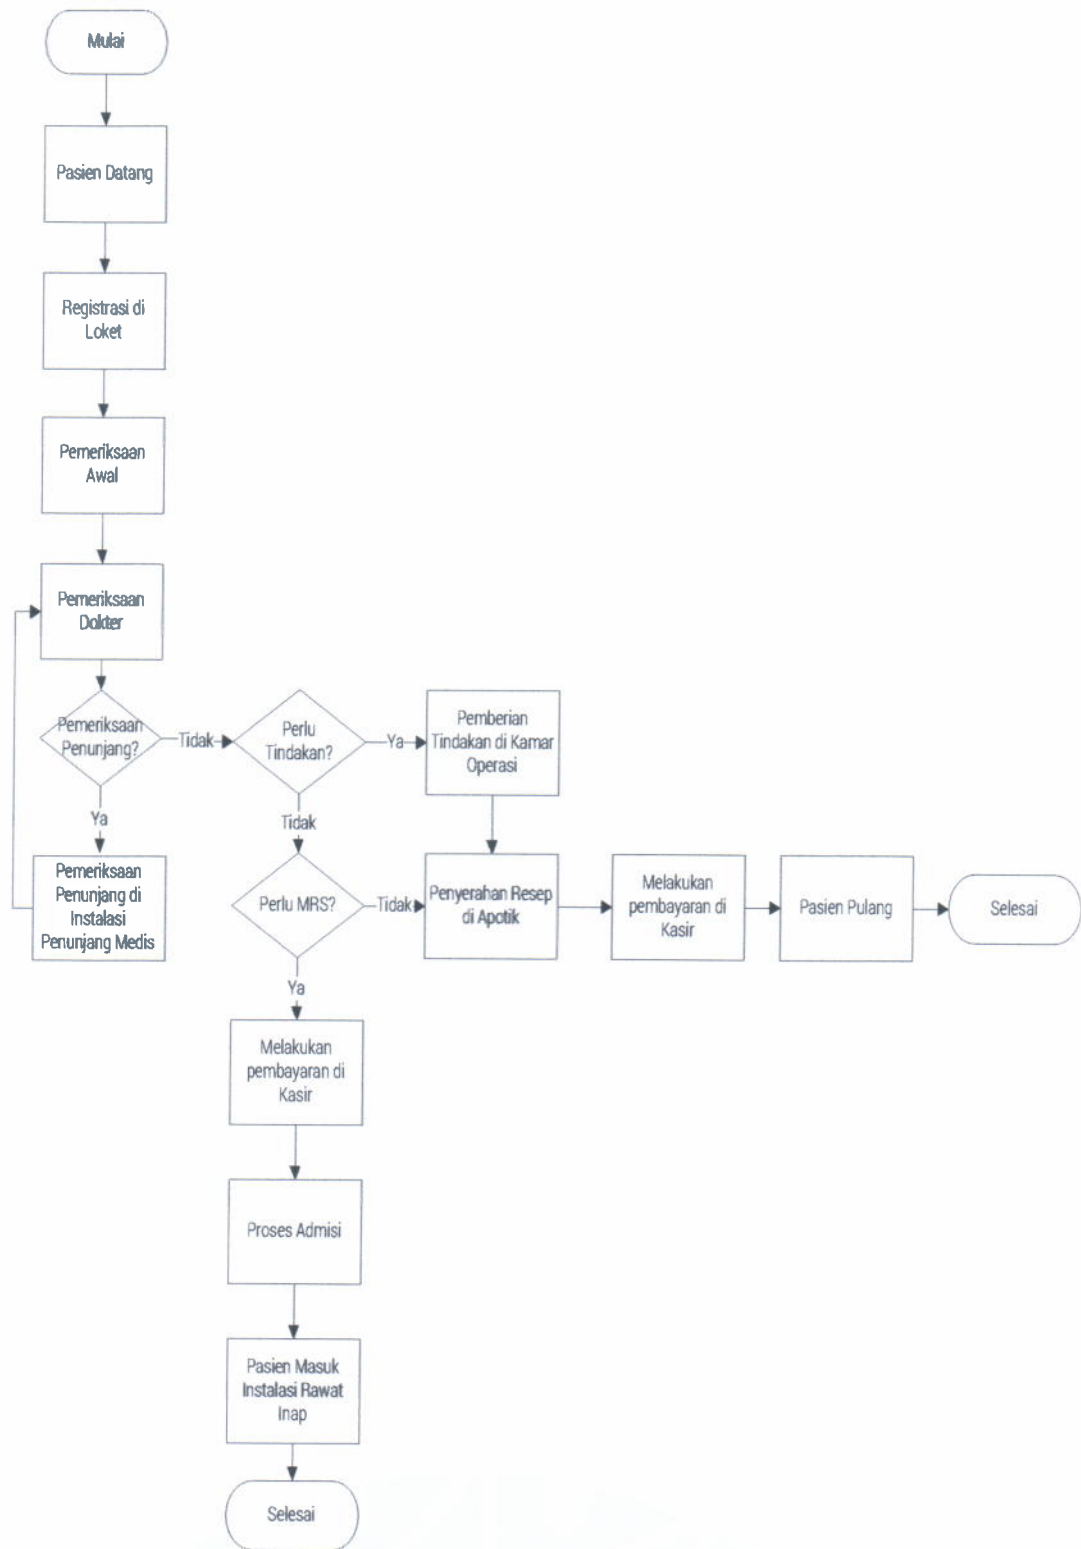 Mulai
Pasien Datang
Registrasi di
Loket
Pemeriksaan
Awal
Pemeriksaan
Dokter
Pemeriksaan
Penunjang?
Tidak
Perlu
Tindakan?
Ya
Pemberian
Tindakan di Kamar
Operasi
Ya
Tidak
Pemeriksaan
Penunjang di
Instalasi
Penunjang Medis
Perlu MRS?
Tidak
Penyerahan Resep
di Apotik
Melakukan
pembayaran di
Kasir
Pasien Pulang
Selesai
Ya
Melakukan
pembayaran di
Kasir
Proses Admisi
Pasien Masuk
Instalasi Rawat
Inap
Selesai